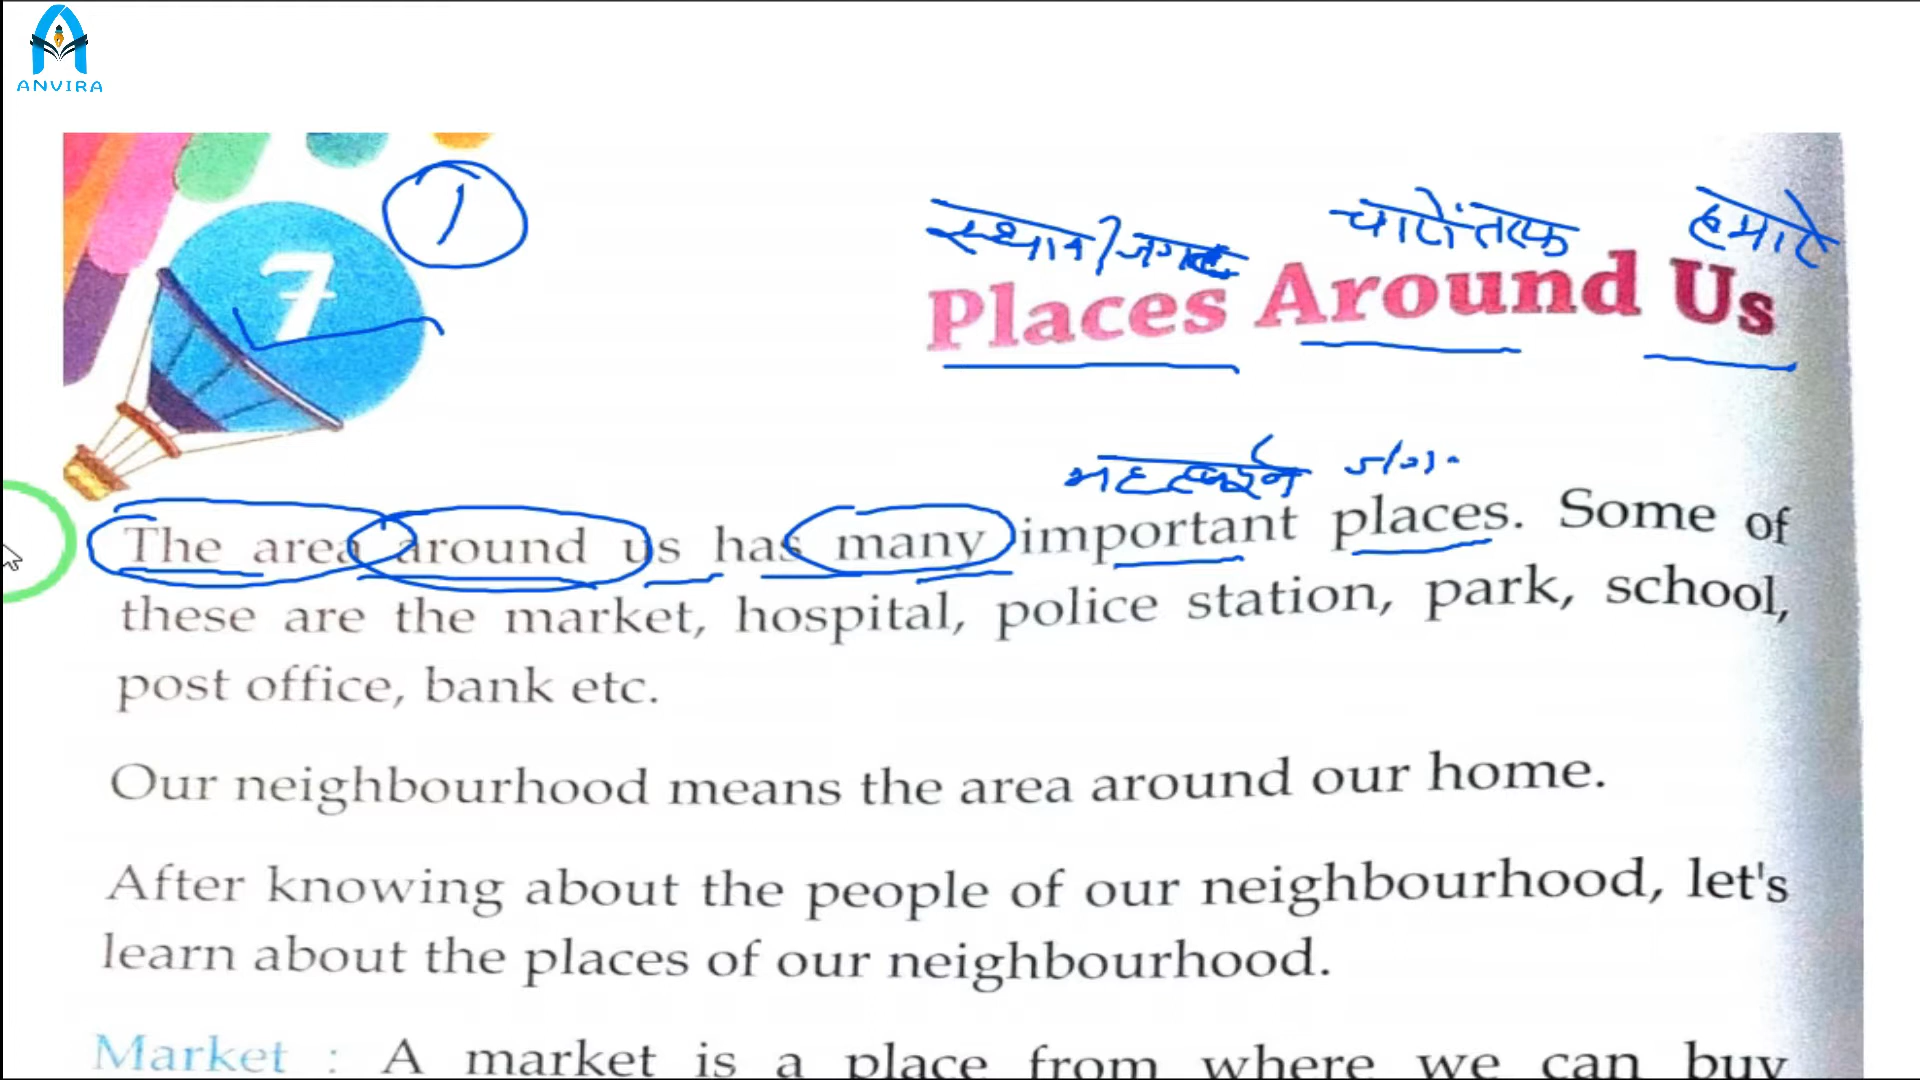 ANVIRA
7
1
स्थान/जगह चारों तरफ हमारे
Places Around Us
महत्वपूर्ण
The area around us has many important places. Some of
these are the market, hospital, police station, park, school,
post office, bank etc.
Our neighbourhood means the area around our home.
After knowing about the people of our neighbourhood, let's
learn about the places of our neighbourhood.
Market : A market is a place from where we can buy